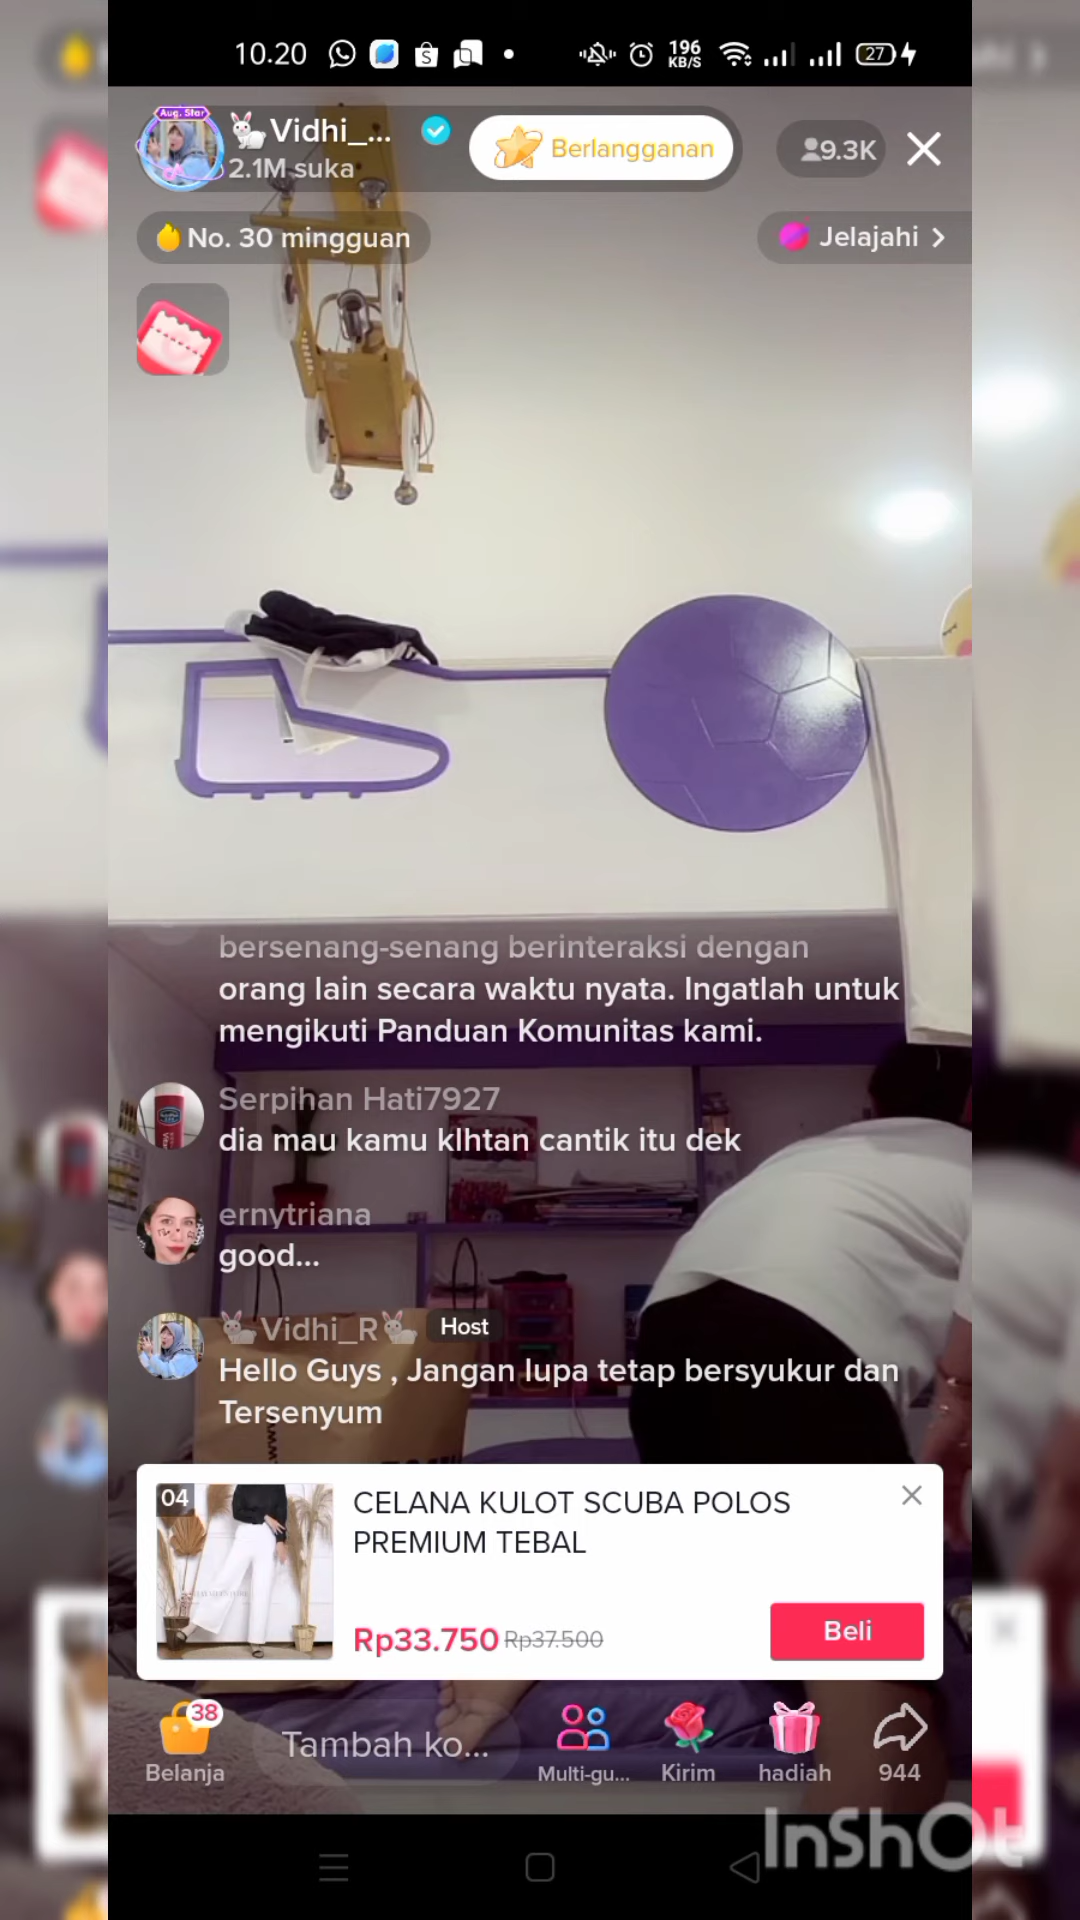 10.20
196
KB/S
27
Aug. Star
Vidhi_...
2.1M suka
Berlangganan
9.3K
No. 30 mingguan
Jelajahi
bersenang-senang berinteraksi dengan
orang lain secara waktu nyata. Ingatlah untuk
mengikuti Panduan Komunitas kami.
Serpihan Hati7927
dia mau kamu klhtan cantik itu dek
ernytriana
good...
Vidhi_R
Host
Hello Guys , Jangan lupa tetap bersyukur dan
Tersenyum
04
CELANA KULOT SCUBA POLOS
PREMIUM TEBAL
Rp33.750 Rp37.500
Beli
38
Tambah ko...
Belanja
Multi-gu...
Kirim
hadiah
944
InShOt